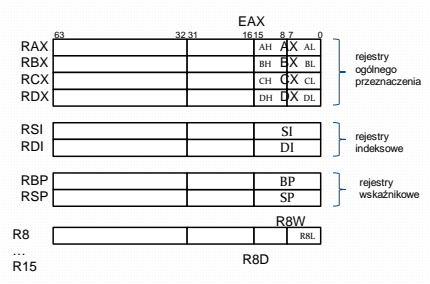 EAX
63 32 31 16 15 8 7 0
RAX AH AX AL
RBX BH BX BL
RCX CH CX CL
RDX DH DX DL
rejestry
ogólnego
przeznaczenia
RSI SI
RDI DI
rejestry
indeksowe
RBP BP
RSP SP
rejestry
wskaźnikowe
R8W
R8 R8L
...
R15
R8D